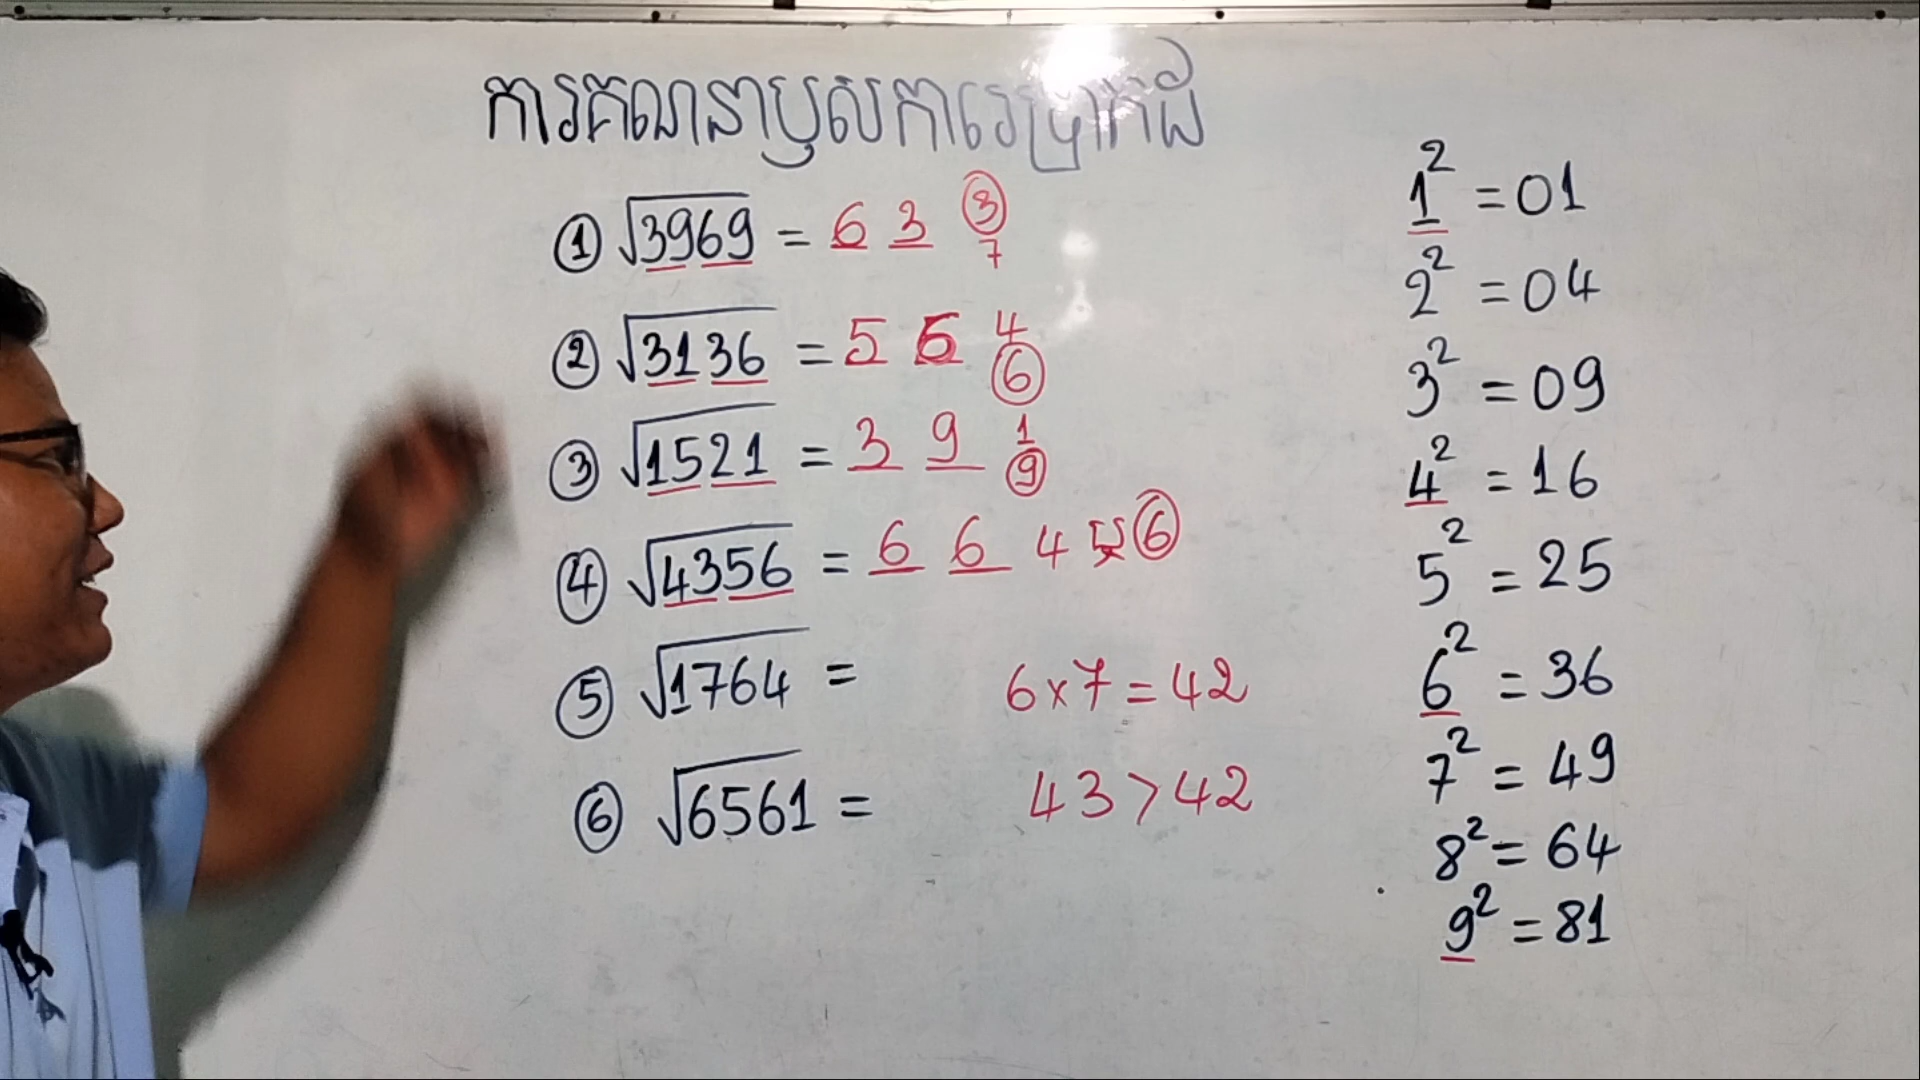 ការគណនាឫសការេប្រាកដ
① √3969 = 6 3 ③ 7
② √3136 = 5 6 4 ⑥
③ √1521 = 3 9 1 ⑨
④ √4356 = 6 6 4 5 ⑥
⑤ √1764 =
6 x 7 = 42
⑥ √6561 =
43 > 42
1² = 01
2² = 04
3² = 09
4² = 16
5² = 25
6² = 36
7² = 49
8² = 64
9² = 81